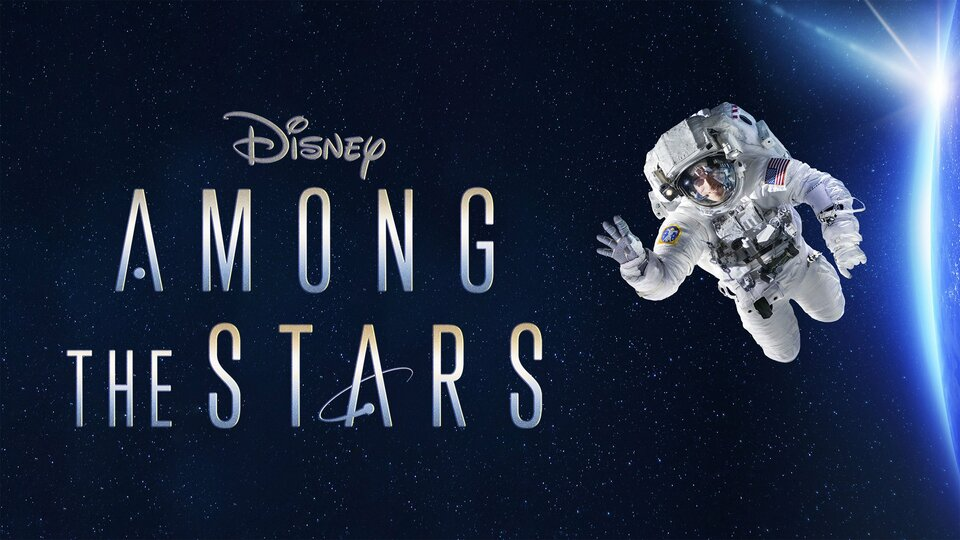 Disney
AMONG
THE STARS